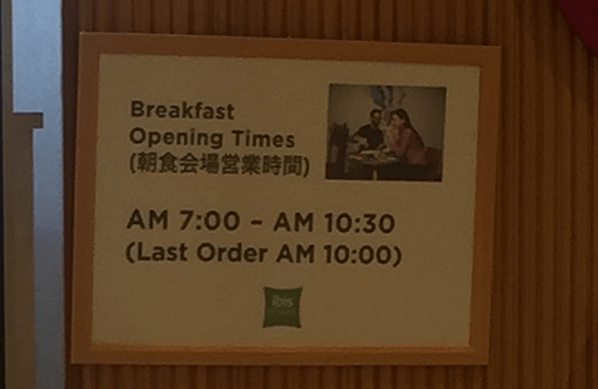 Breakfast
Opening Times
(朝食会場営業時間)
AM 7:00 – AM 10:30
(Last Order AM 10:00)
ibis